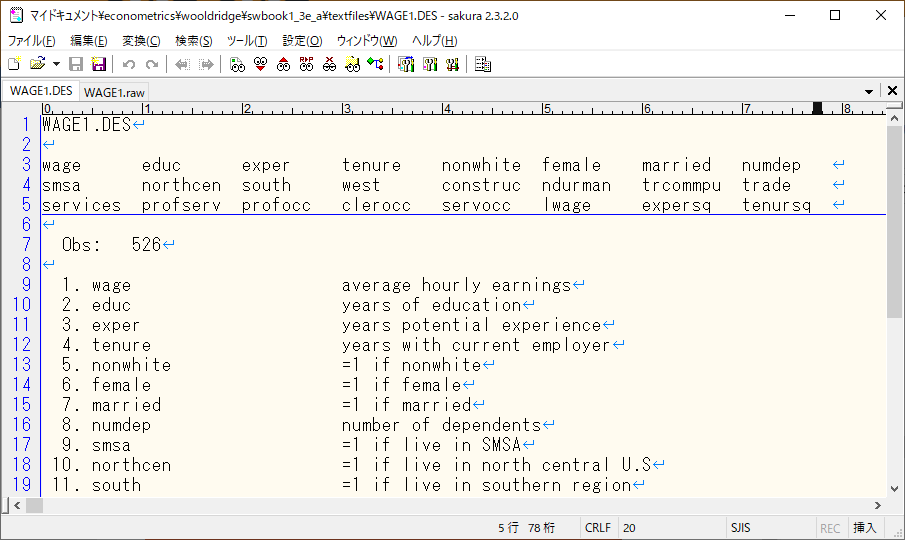 マイドキュメント¥econometrics¥wooldridge¥swbook1_3e_a¥textfiles¥WAGE1.DES - sakura 2.3.2.0
ファイル(F) 編集(E) 変換(C) 検索(S) ツール(T) 設定(O) ウィンドウ(W) ヘルプ(H)
WAGE1.DES WAGE1.raw
0 1 2 3 4 5 6 7 8
1 WAGE1.DES↵
2 ↵
3 wage educ exper tenure nonwhite female married numdep ↵
4 smsa northcen south west construc ndurman trcommpu trade ↵
5 services profserv profocc clerocc servocc lwage expersq tenursq ↵
6 ↵
7 Obs: 526↵
8 ↵
9 1. wage average hourly earnings↵
10 2. educ years of education↵
11 3. exper years potential experience↵
12 4. tenure years with current employer↵
13 5. nonwhite =1 if nonwhite↵
14 6. female =1 if female↵
15 7. married =1 if married↵
16 8. numdep number of dependents↵
17 9. smsa =1 if live in SMSA↵
18 10. northcen =1 if live in north central U.S↵
19 11. south =1 if live in southern region↵
5 行 78 桁 CRLF 20 SJIS REC 挿入